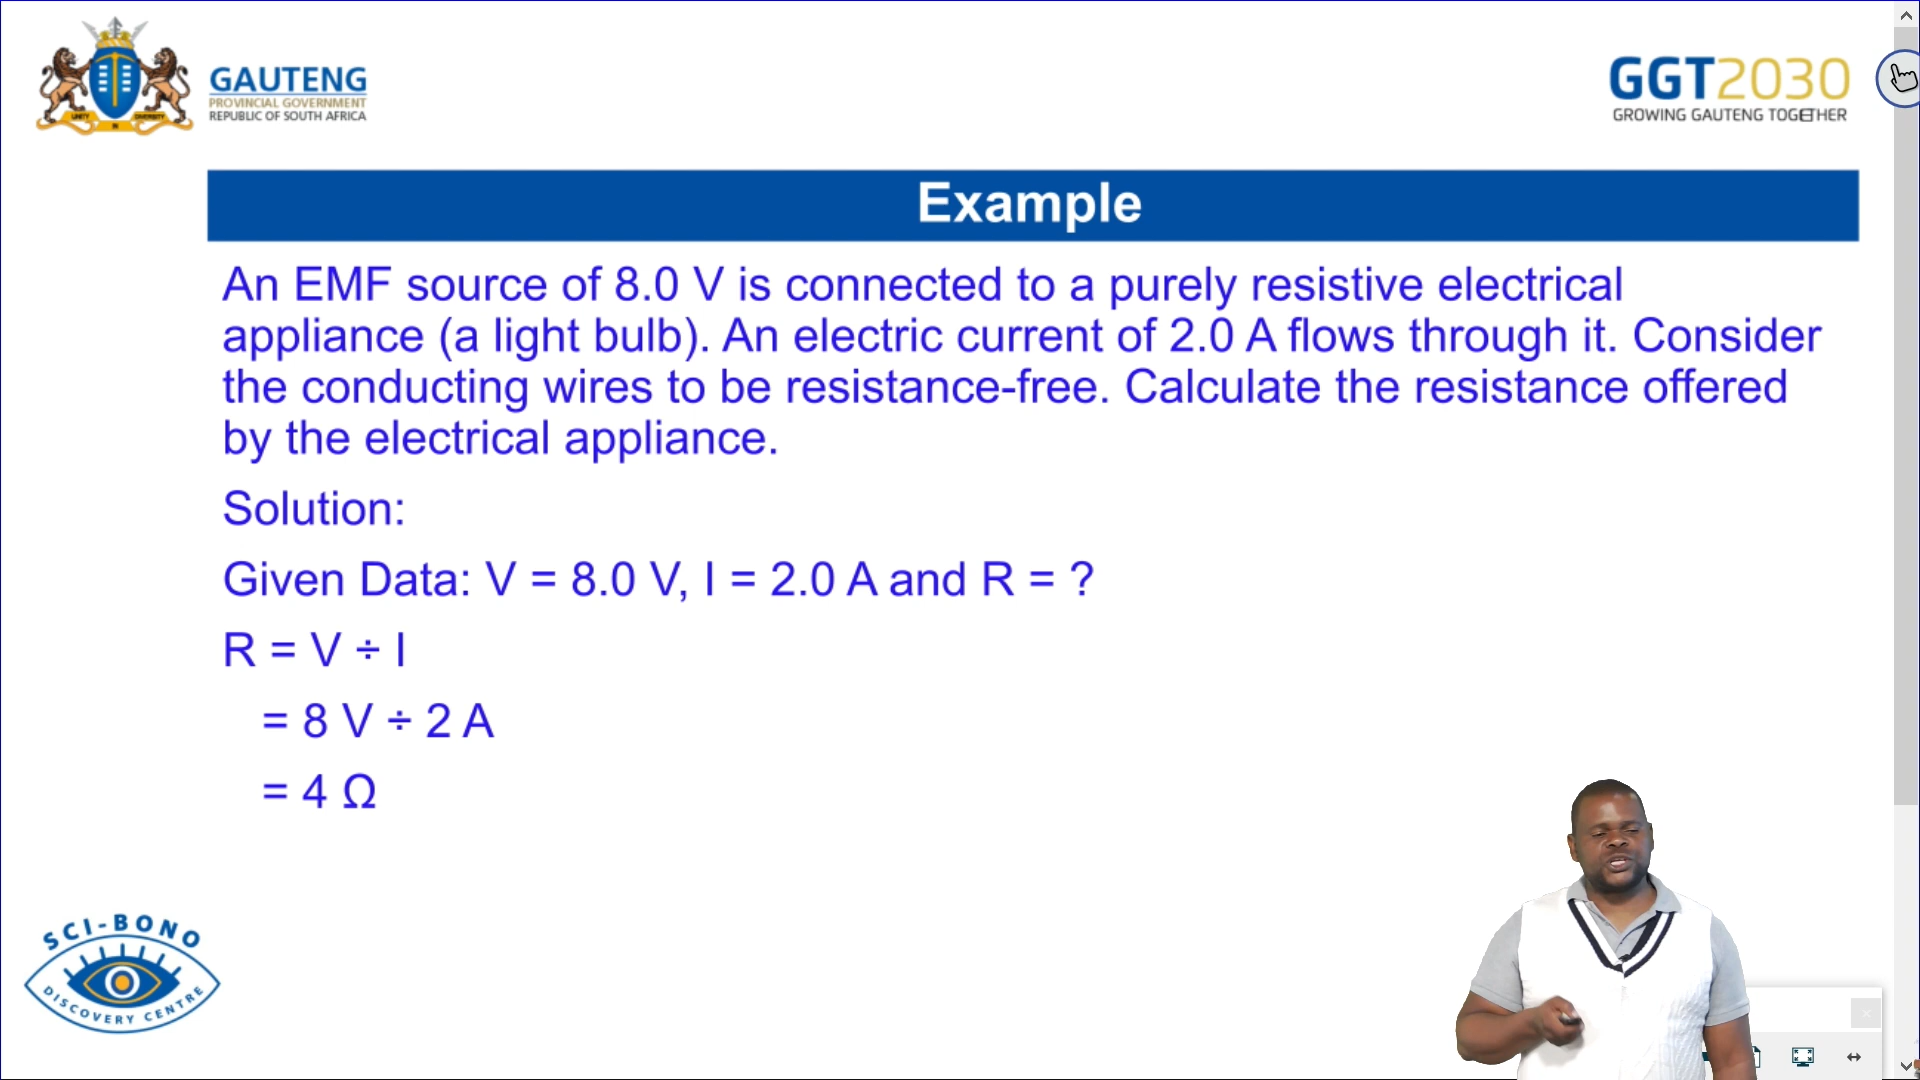 GAUTENG
PROVINCIAL GOVERNMENT
REPUBLIC OF SOUTH AFRICA
UNITY IN DIVERSITY
GGT2030
GROWING GAUTENG TOGETHER
Example
An EMF source of 8.0 V is connected to a purely resistive electrical
appliance (a light bulb). An electric current of 2.0 A flows through it. Consider
the conducting wires to be resistance-free. Calculate the resistance offered
by the electrical appliance.
Solution:
Given Data: V = 8.0 V, I = 2.0 A and R = ?
R = V ÷ I
= 8 V ÷ 2 A
= 4 Ω
SCI-BONO
DISCOVERY CENTRE